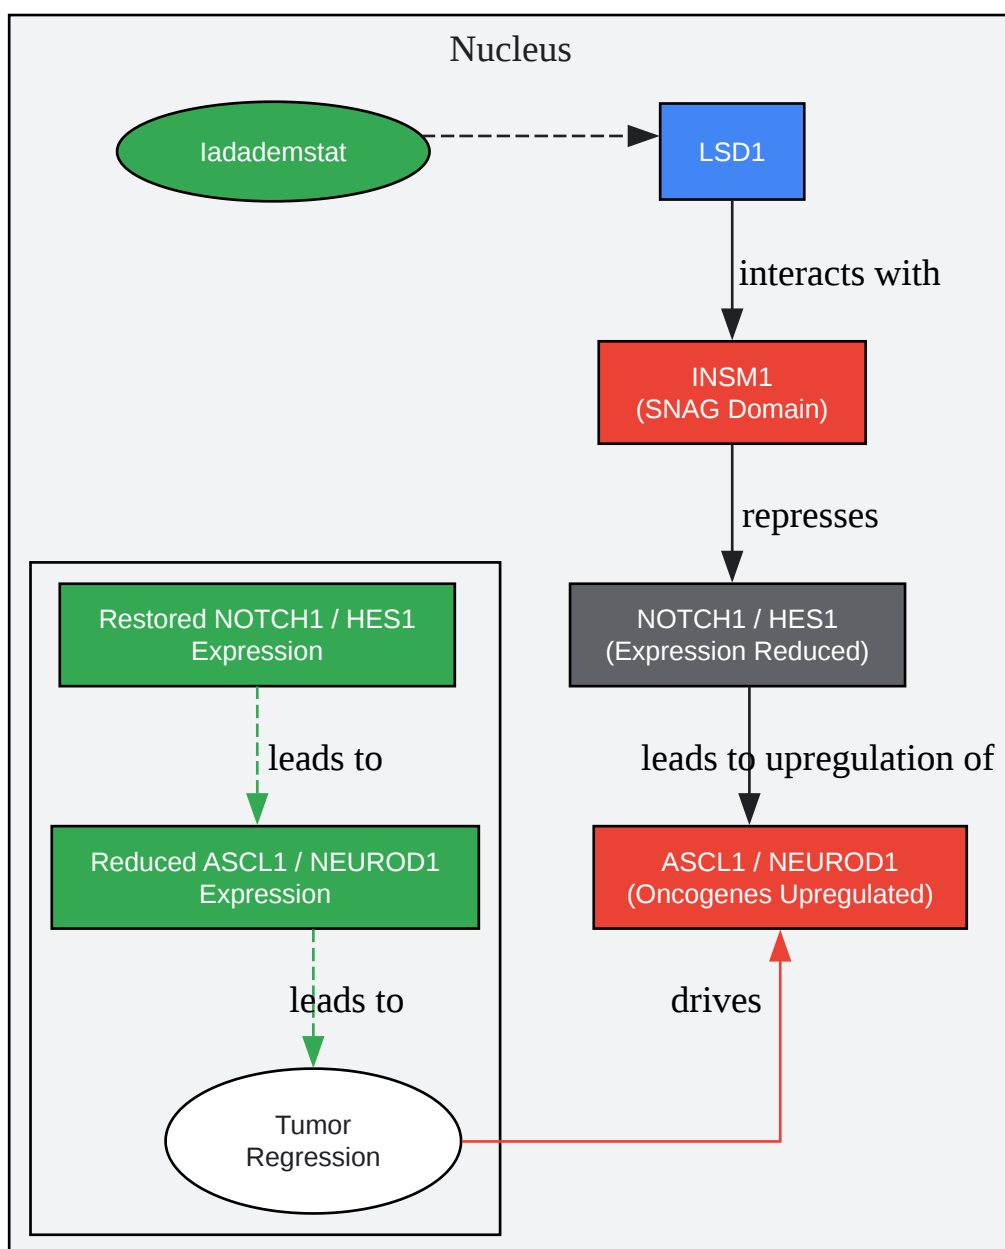 Nucleus
Iadademstat
LSD1
interacts with
INSM1
(SNAG Domain)
represses
Restored NOTCH1 / HES1
Expression
NOTCH1 / HES1
(Expression Reduced)
leads to
leads to upregulation of
Reduced ASCL1 / NEUROD1
Expression
ASCL1 / NEUROD1
(Oncogenes Upregulated)
leads to
drives
Tumor
Regression